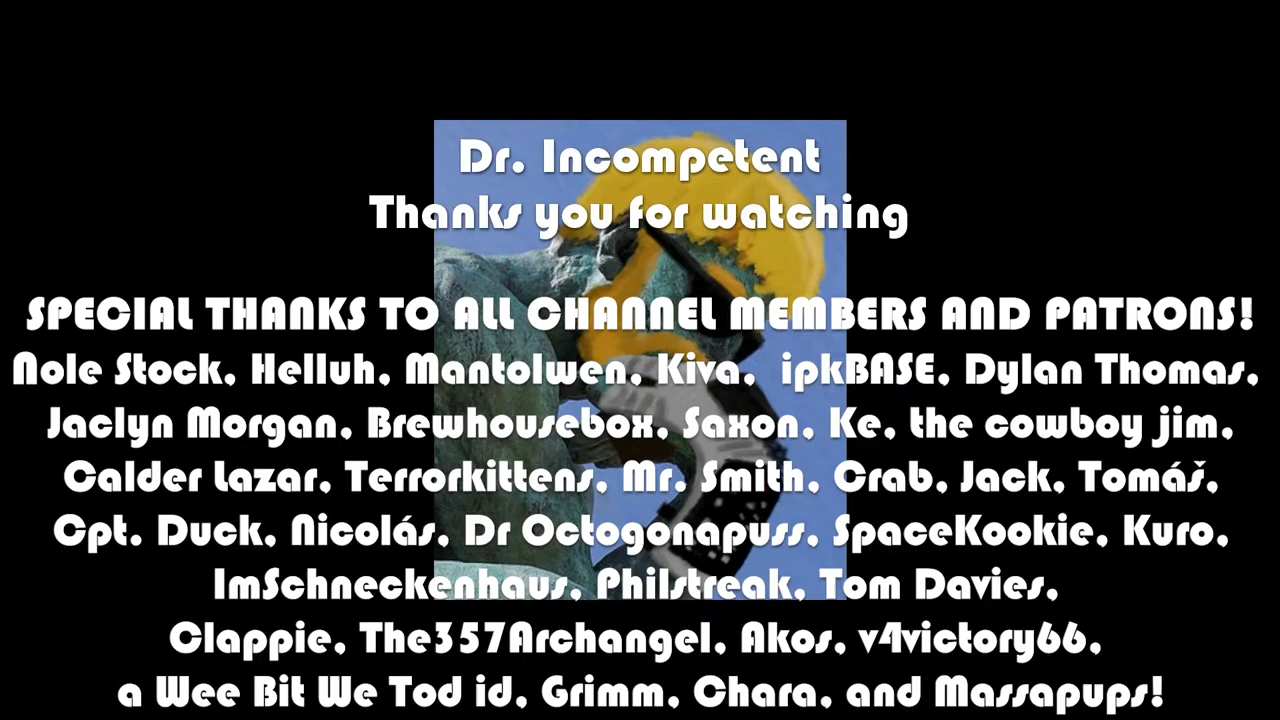 Dr. Incompetent
Thanks you for watching
SPECIAL THANKS TO ALL CHANNEL MEMBERS AND PATRONS!
Nole Stock, Helluh, Mantolwen, Kiva, ipkBASE, Dylan Thomas,
Jaclyn Morgan, Brewhousebox, Saxon, Ke, the cowboy jim,
Calder Lazar, Terrorkittens, Mr. Smith, Crab, Jack, Tomáš,
Cpt. Duck, Nicolás, Dr Octogonapuss, SpaceKookie, Kuro,
ImSchneckenhaus, Philstreak, Tom Davies,
Clappie, The357Archangel, Akos, v4victory66,
a Wee Bit We Tod id, Grimm, Chara, and Massapups!